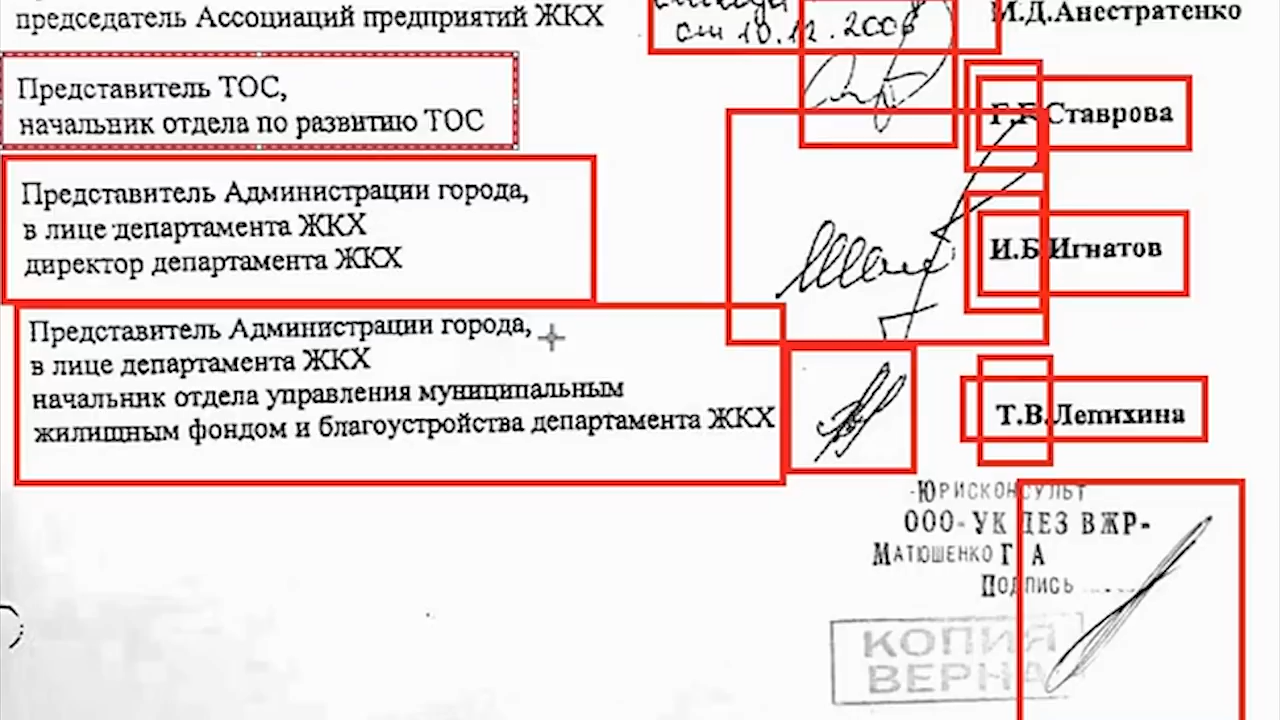 председатель Ассоциаций предприятий ЖКХ
от 10.12.2006
И.Д.Анестратенко
Представитель ТОС,
начальник отдела по развитию ТОС
Г.Г.Ставрова
Представитель Администрации города,
в лице департамента ЖКХ
директор департамента ЖКХ
И.Б.Игнатов
Представитель Администрации города,
в лице департамента ЖКХ
начальник отдела управления муниципальным
жилищным фондом и благоустройства департамента ЖКХ
Т.В.Лепихина
-Юрисконсульт
ООО-УК ДЕЗ ВЖР-
Матюшенко Г А
Подпись
КОПИЯ
ВЕРНА